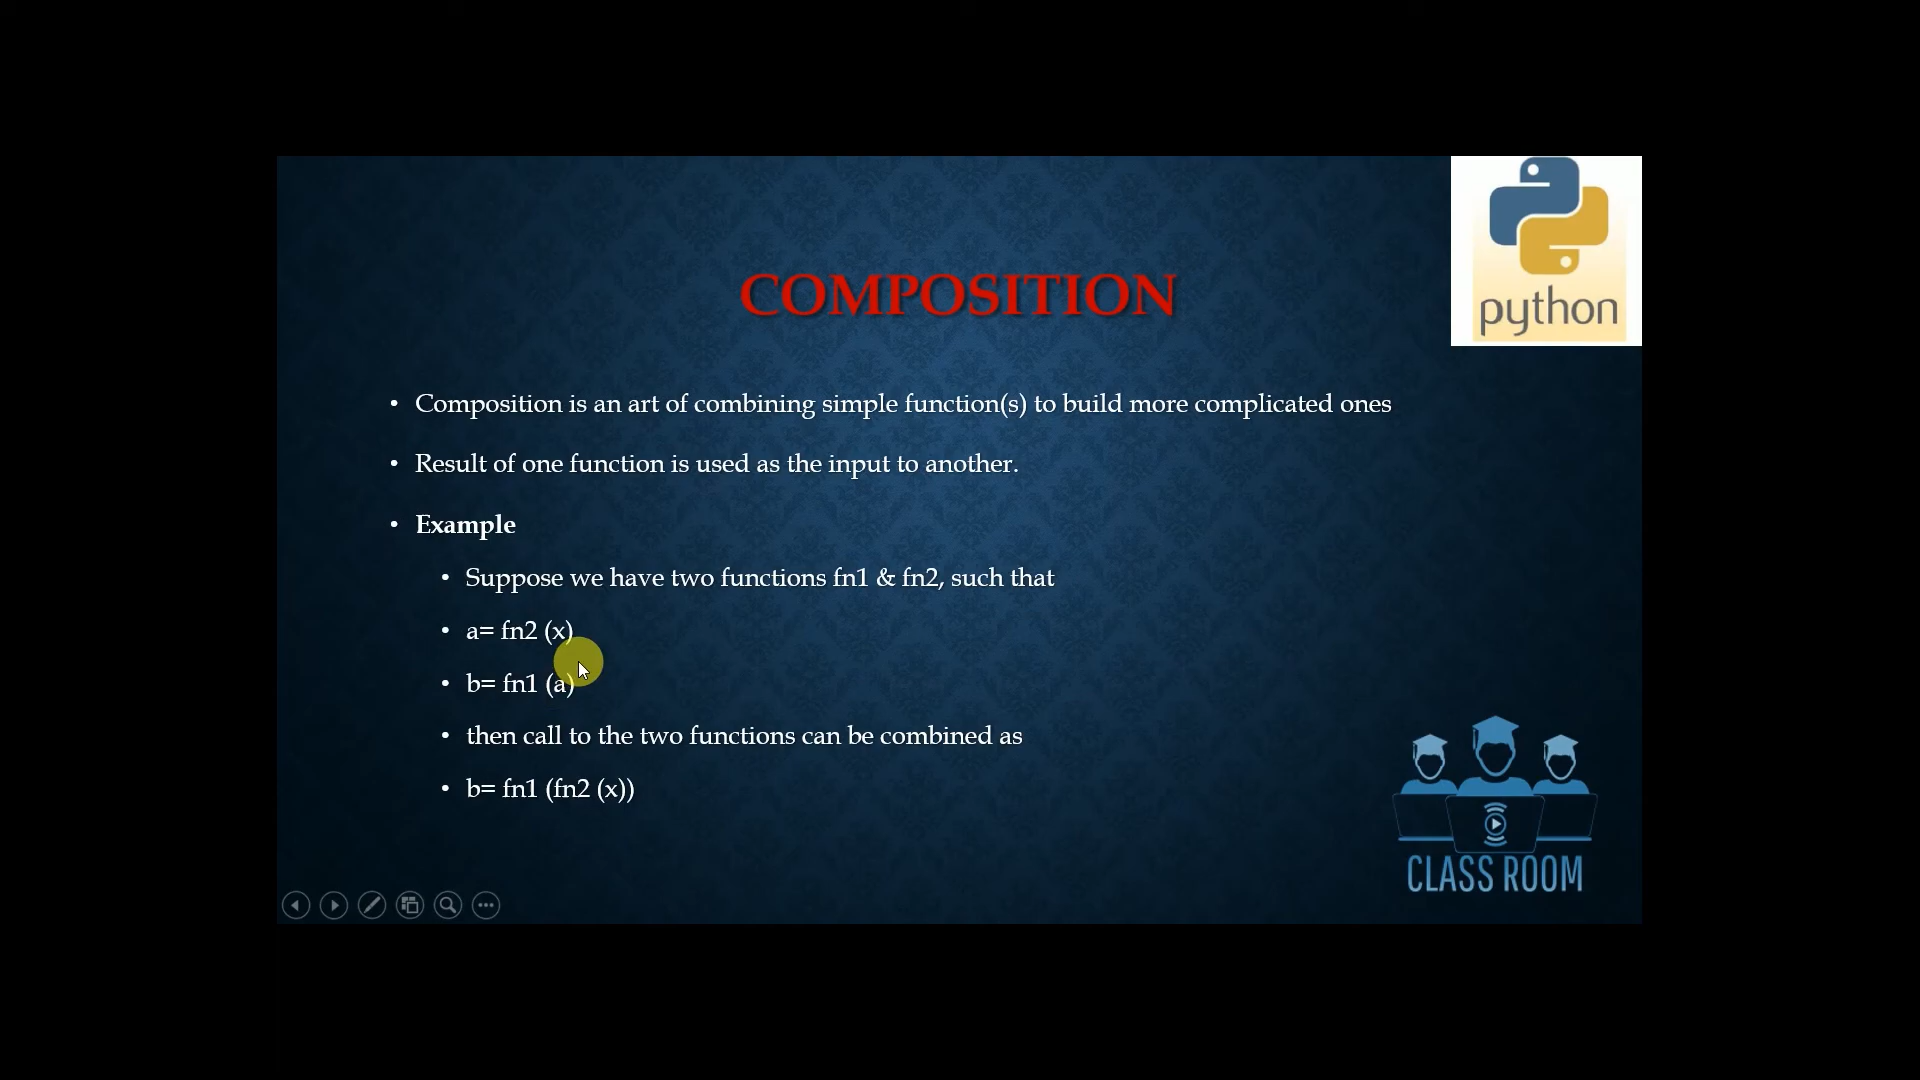 python
COMPOSITION
• Composition is an art of combining simple function(s) to build more complicated ones
• Result of one function is used as the input to another.
• Example
• Suppose we have two functions fn1 & fn2, such that
• a= fn2 (x)
• b= fn1 (a)
• then call to the two functions can be combined as
• b= fn1 (fn2 (x))
CLASS ROOM